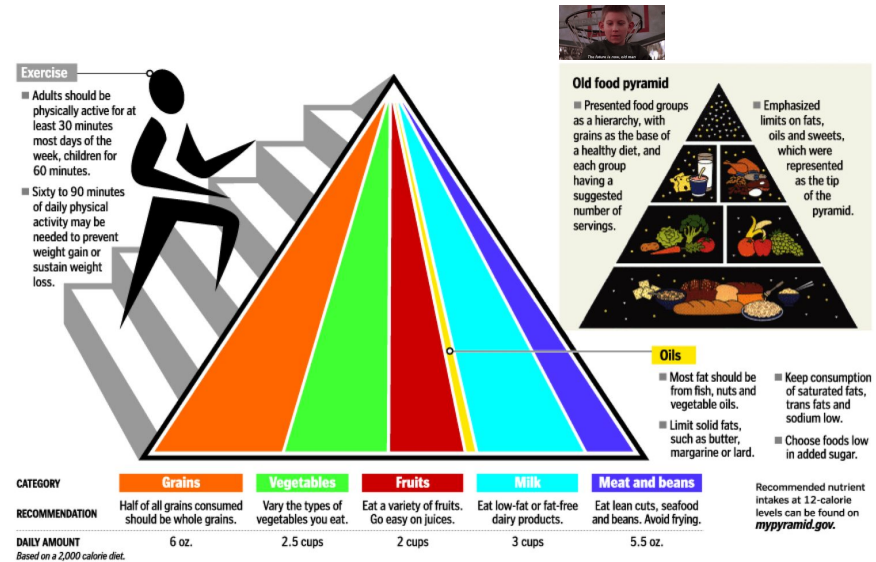 The future is now, old man
Exercise
Adults should be
physically active for at
least 30 minutes
most days of the
week, children for
60 minutes.
Sixty to 90 minutes
of daily physical
activity may be
needed to prevent
weight gain or
sustain weight
loss.
Old food pyramid
Presented food groups
as a hierarchy, with
grains as the base of
a healthy diet, and
each group
having a
suggested
number of
servings.
Emphasized
limits on fats,
oils and sweets,
which were
represented
as the tip
of the
pyramid.
Oils
Most fat should be
from fish, nuts and
vegetable oils.
Limit solid fats,
such as butter,
margarine or lard.
Keep consumption
of saturated fats,
trans fats and
sodium low.
Choose foods low
in added sugar.
CATEGORY
Grains
Vegetables
Fruits
Milk
Meat and beans
RECOMMENDATION
Half of all grains consumed
should be whole grains.
Vary the types of
vegetables you eat.
Eat a variety of fruits.
Go easy on juices.
Eat low-fat or fat-free
dairy products.
Eat lean cuts, seafood
and beans. Avoid frying.
DAILY AMOUNT
Based on a 2,000 calorie diet.
6 oz.
2.5 cups
2 cups
3 cups
5.5 oz.
Recommended nutrient
intakes at 12-calorie
levels can be found on
mypyramid.gov.